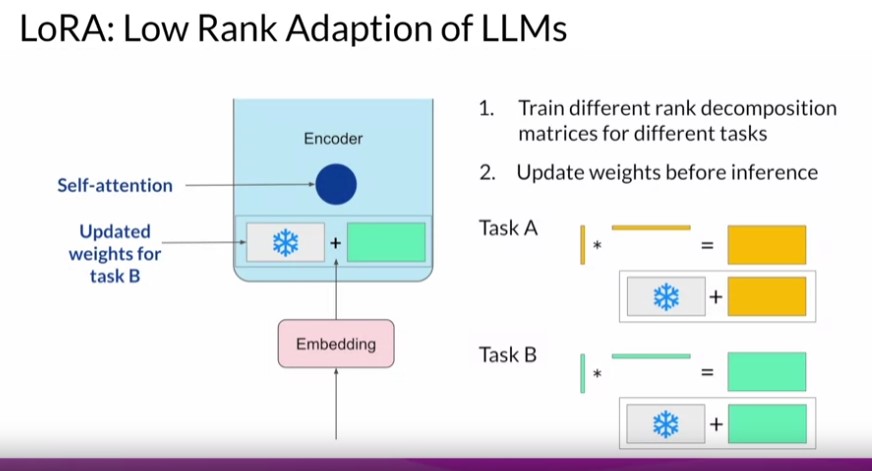 LoRA: Low Rank Adaption of LLMs
Encoder
Self-attention
Updated
weights for
task B
+
Embedding
1. Train different rank decomposition
matrices for different tasks
2. Update weights before inference
Task A
* =
+
Task B
* =
+